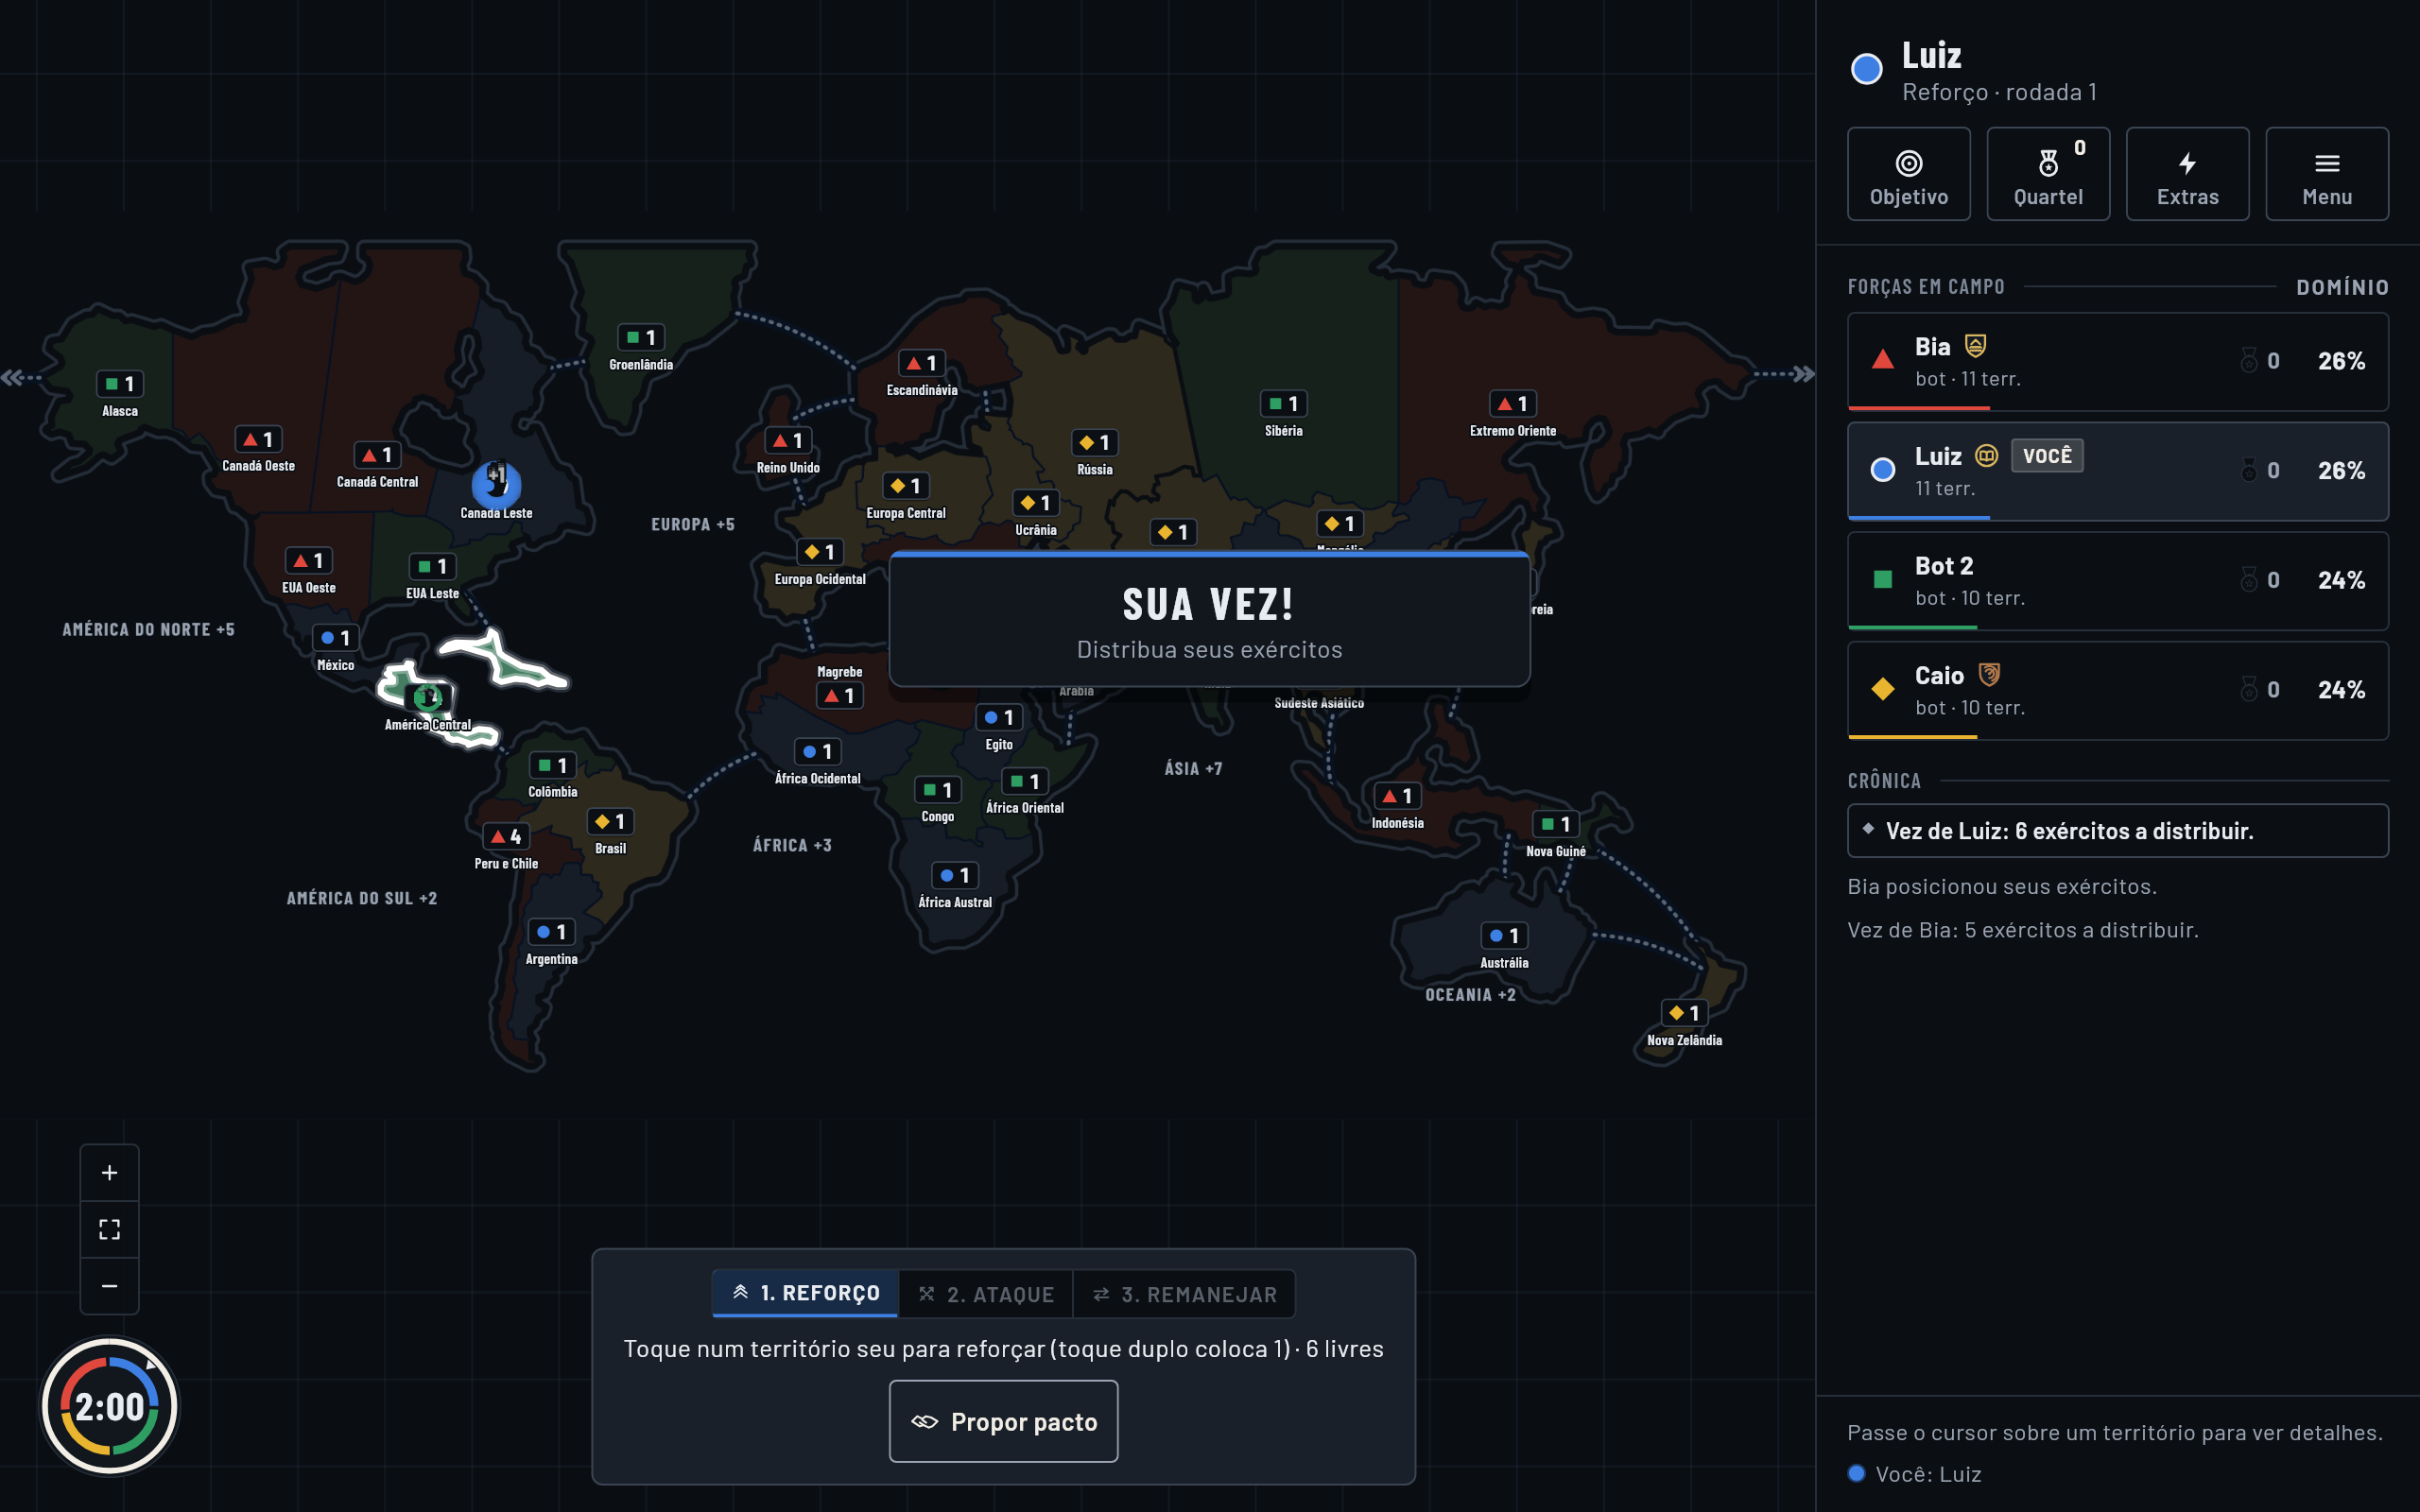 Luiz
Reforço · rodada 1
Objetivo
0
Quartel
Extras
Menu
FORÇAS EM CAMPO
DOMÍNIO
Bia
bot · 11 terr.
0
26%
Luiz
VOCÊ
11 terr.
0
26%
Bot 2
bot · 10 terr.
0
24%
Caio
bot · 10 terr.
0
24%
CRÔNICA
Vez de Luiz: 6 exércitos a distribuir.
Bia posicionou seus exércitos.
Vez de Bia: 5 exércitos a distribuir.
Passe o cursor sobre um território para ver detalhes.
Você: Luiz
1
Groenlândia
1
Alasca
1
Escandinávia
1
Sibéria
1
Extremo Oriente
1
Canadá Oeste
1
Canadá Central
1
Reino Unido
1
Rússia
+1
Canadá Leste
1
Europa Central
1
Ucrânia
EUROPA +5
1
1
1
EUA Oeste
1
EUA Leste
1
Europa Ocidental
SUA VEZ!
Distribua seus exércitos
AMÉRICA DO NORTE +5
1
México
Magrebe
1
Arábia
Sudeste Asiático
América Central
1
Egito
1
África Ocidental
ÁSIA +7
1
Colômbia
1
Congo
1
África Oriental
1
Indonésia
1
Nova Guiné
4
Peru e Chile
1
Brasil
ÁFRICA +3
1
África Austral
AMÉRICA DO SUL +2
1
Argentina
1
Austrália
OCEANIA +2
1
Nova Zelândia
+
−
2:00
1. REFORÇO
2. ATAQUE
3. REMANEJAR
Toque num território seu para reforçar (toque duplo coloca 1) · 6 livres
Propor pacto